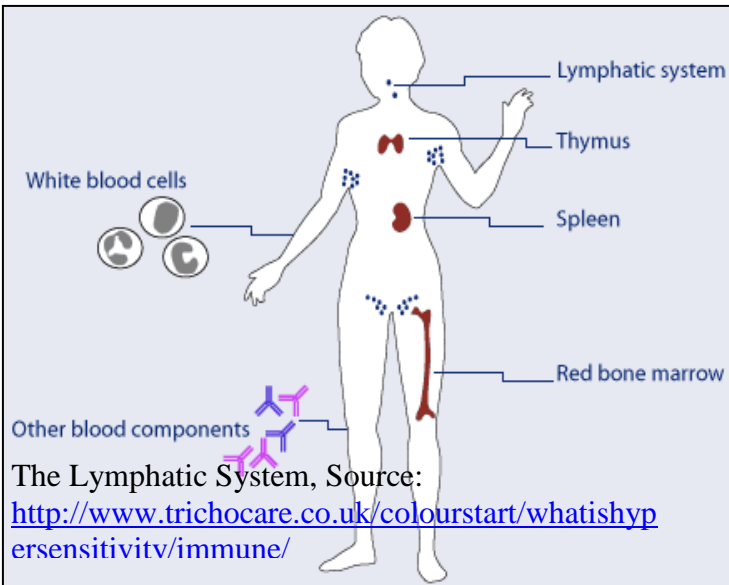 Lymphatic system
Thymus
White blood cells
Spleen
Red bone marrow
Other blood components
The Lymphatic System, Source:
http://www.trichocare.co.uk/colourstart/whatishyp
ersensitivity/immune/